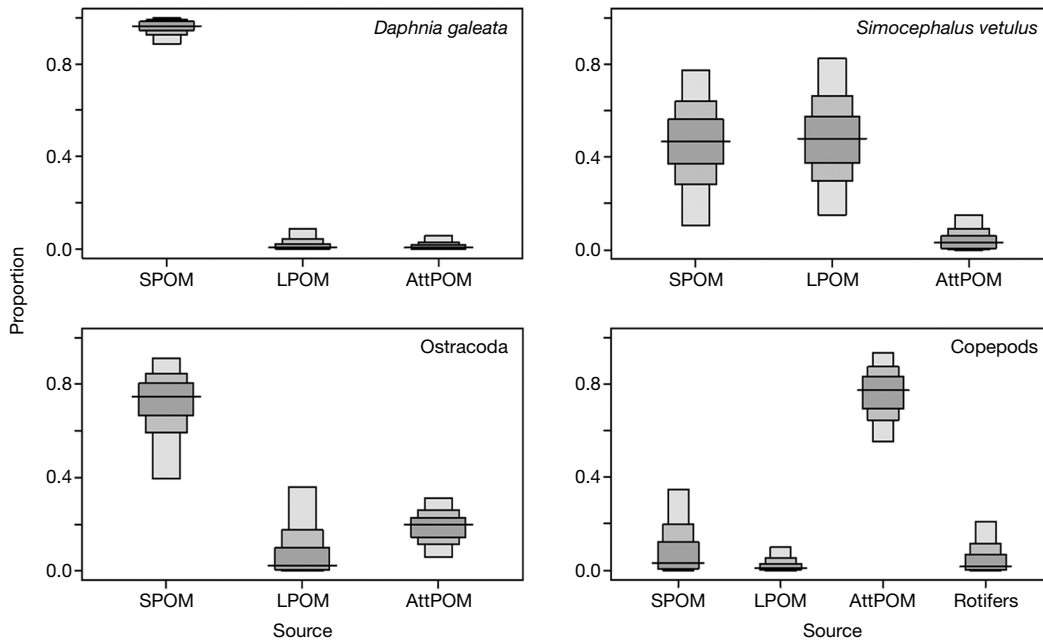 Daphnia galeata
Simocephalus vetulus
0.8
0.4
0.0
SPOM LPOM AttPOM
0.8
0.4
0.0
SPOM LPOM AttPOM
Proportion
Ostracoda
Copepods
0.8
0.4
0.0
SPOM LPOM AttPOM
Source
0.8
0.4
0.0
SPOM LPOM AttPOM Rotifers
Source